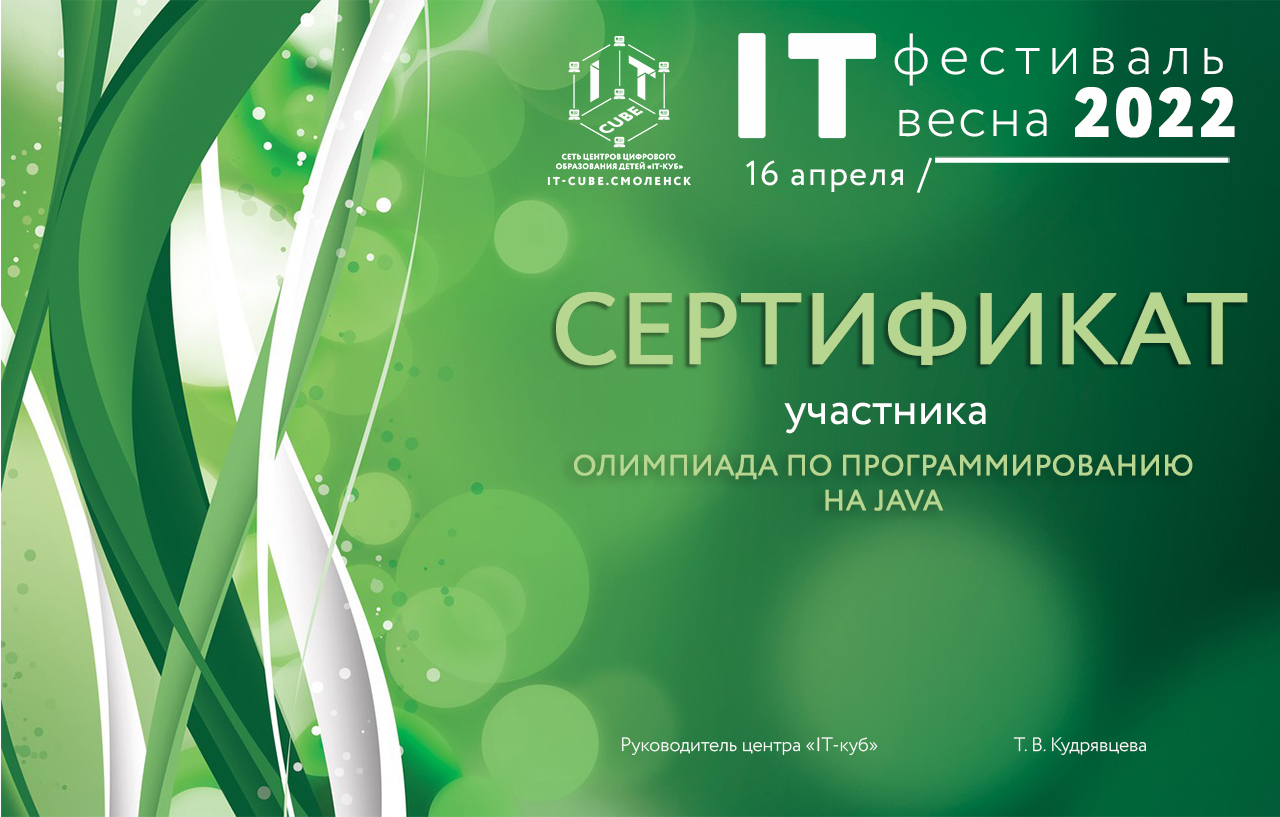 IT
CUBE
СЕТЬ ЦЕНТРОВ ЦИФРОВОГО
ОБРАЗОВАНИЯ ДЕТЕЙ «IT-КУБ»
IT-CUBE.СМОЛЕНСК
IT фестиваль
весна 2022
16 апреля /
СЕРТИФИКАТ
участника
ОЛИМПИАДА ПО ПРОГРАММИРОВАНИЮ
НА JAVA
Руководитель центра «IT-куб» Т. В. Кудрявцева